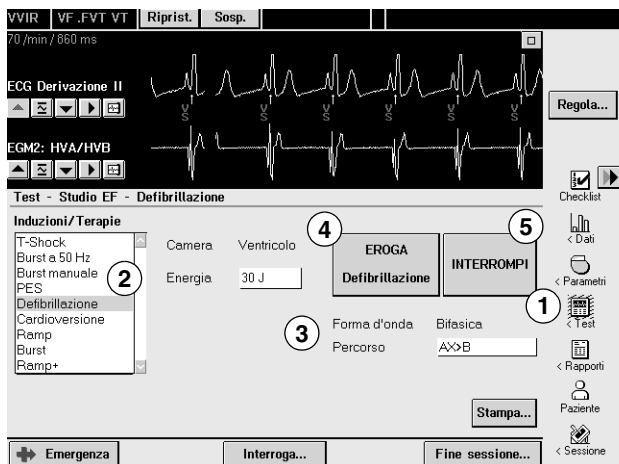 VVIR VF .FVT VT Riprist. Sosp.
70 /min / 860 ms
ECG Derivazione II
V S V S V S V S V S V S
EGM2: HVA/HVB
Regola...
Checklist
< Dati
< Parametri
< Test
< Rapporti
Paziente
< Sessione
Test - Studio EF - Defibrillazione
Induzioni/Terapie
T-Shock
Burst a 50 Hz
Burst manuale
PES
Defibrillazione
Cardioversione
Ramp
Burst
Ramp+
2
Camera Ventricolo
Energia 30 J
4
EROGA
Defibrillazione
5
INTERROMPI
1
3
Forma d'onda Bifasica
Percorso AX>B
Stampa...
Emergenza Interroga... Fine sessione...